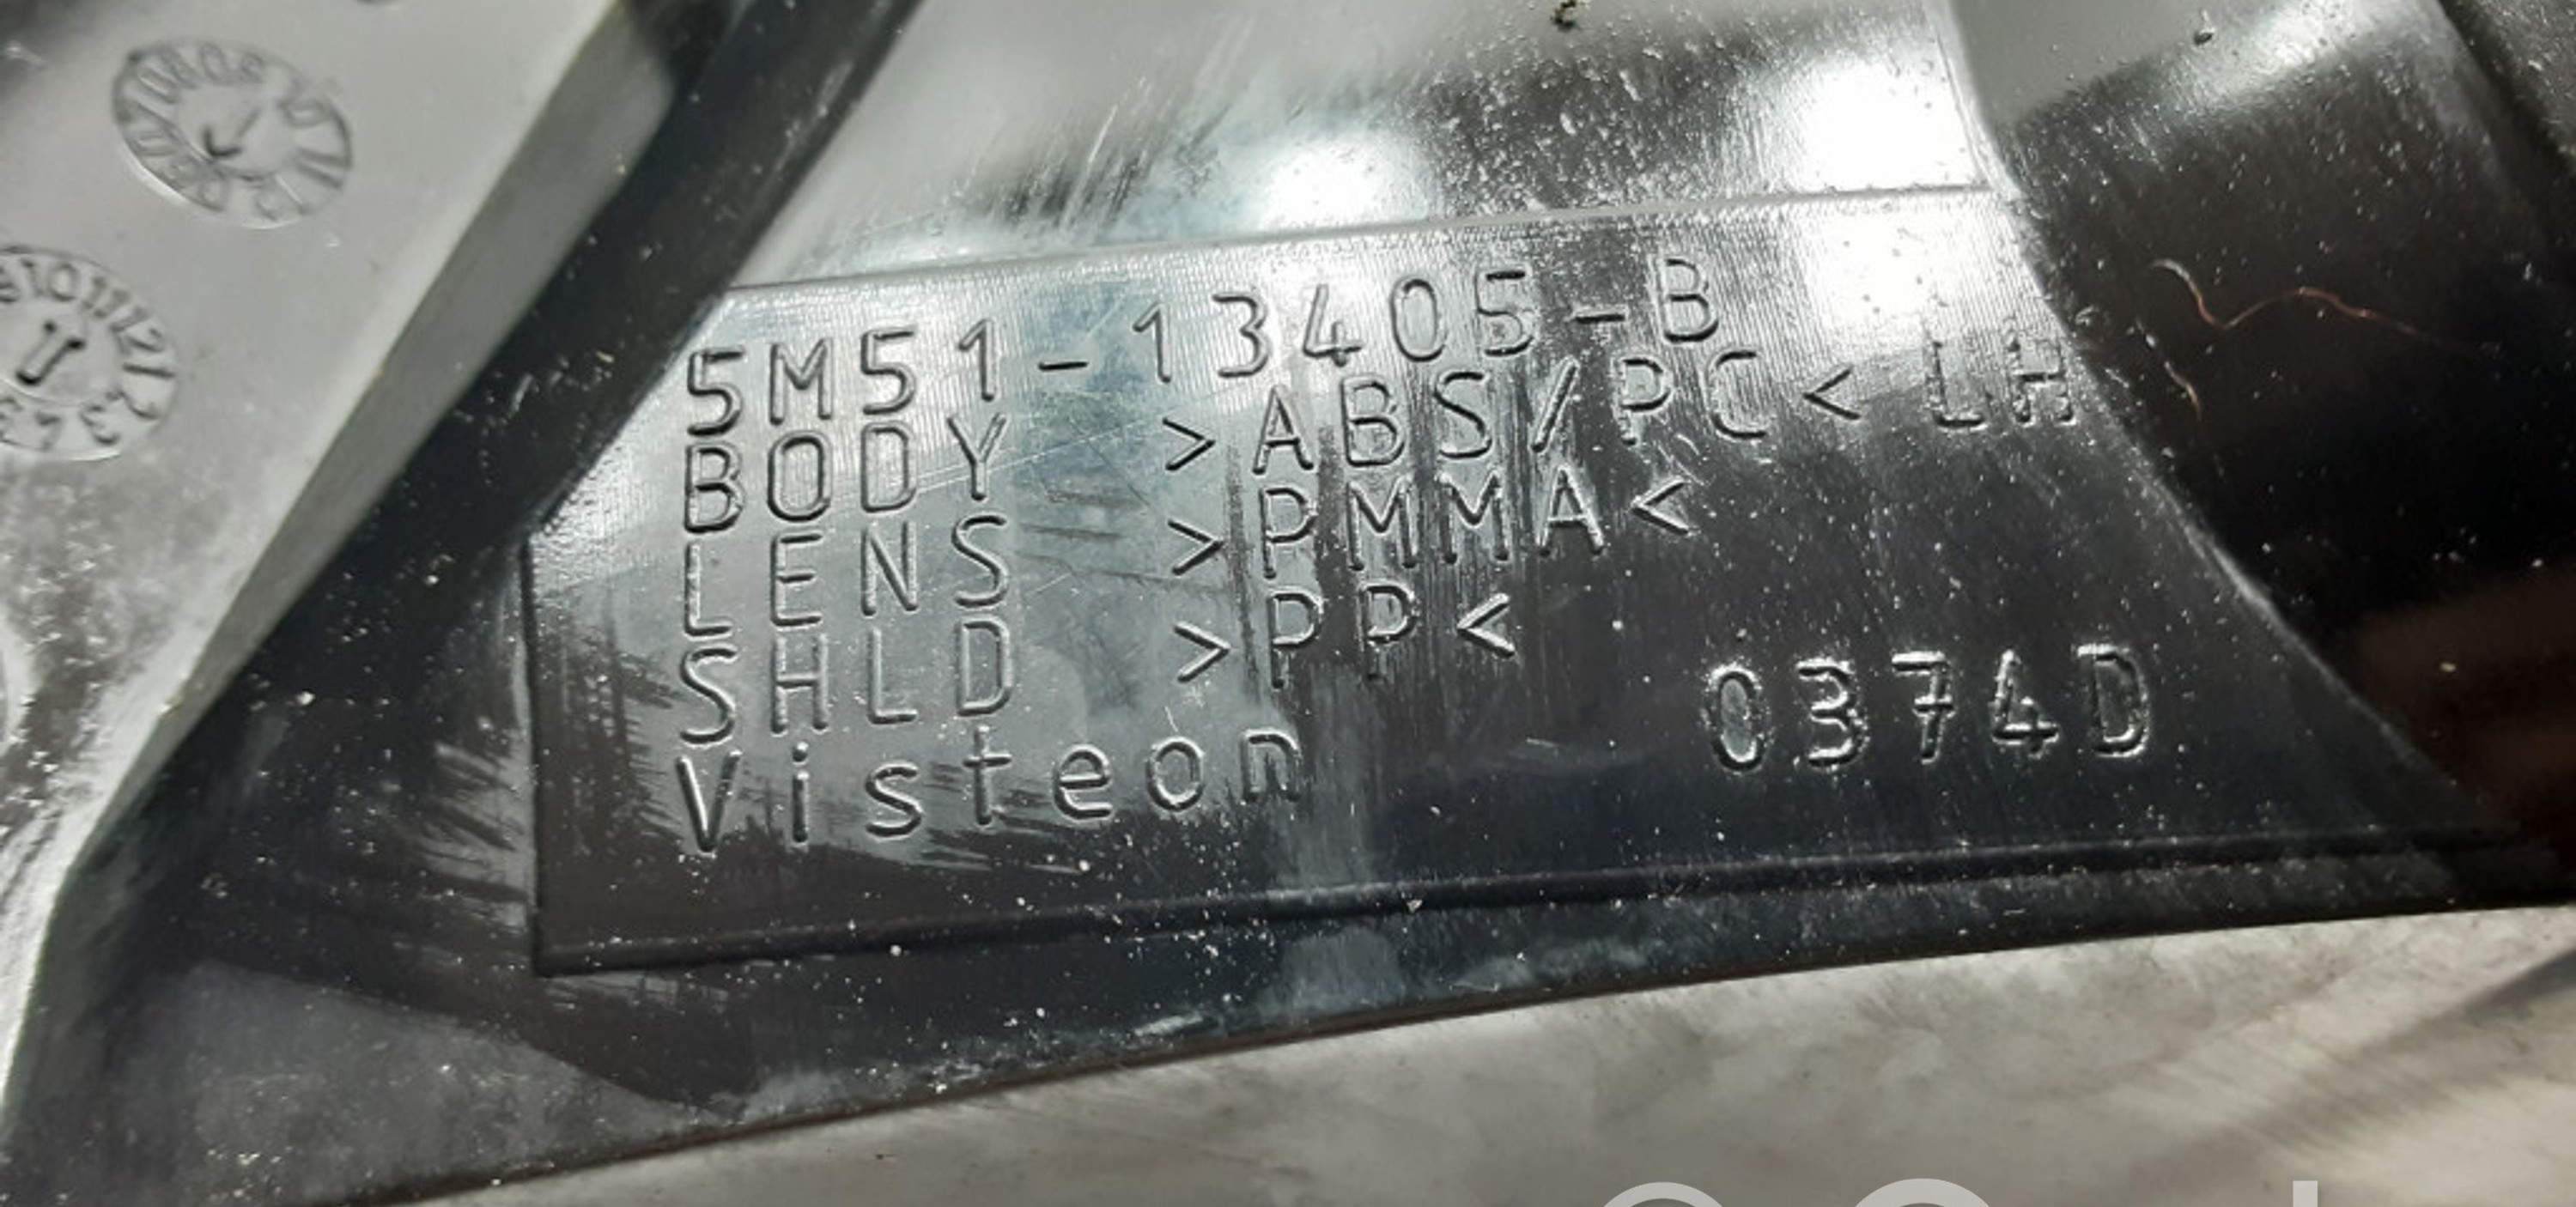 5M51-13405-B
BODY >ABS/PC< LH
LENS >PMMA<
SHLD >PP<
Visteon 0374D